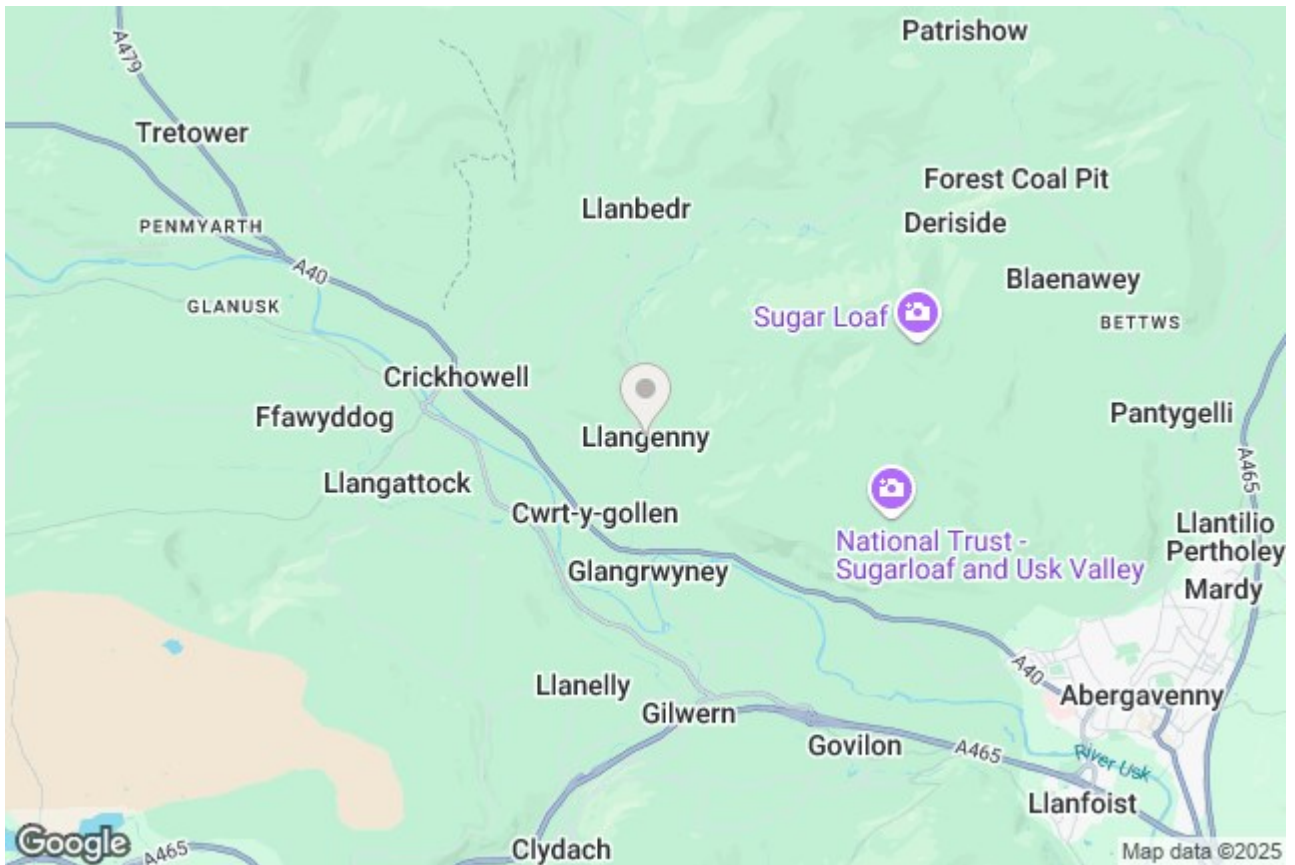 Patrishow
A479
Tretower
Forest Coal Pit
Llanbedr
Deriside
PENMYARTH
A40
Blaenawey
GLANUSK
Sugar Loaf
BETTWS
Crickhowell
Ffawyddog
Pantygelli
Llangenny
A465
Llangattock
Cwrt-y-gollen
Llantilio
Pertholey
National Trust -
Sugarloaf and Usk Valley
Glangrwyney
Mardy
A40
Llanelly
Abergavenny
Gilwern
Govilon
A465
River Usk
Llanfoist
Google
A465
Clydach
Map data ©2025